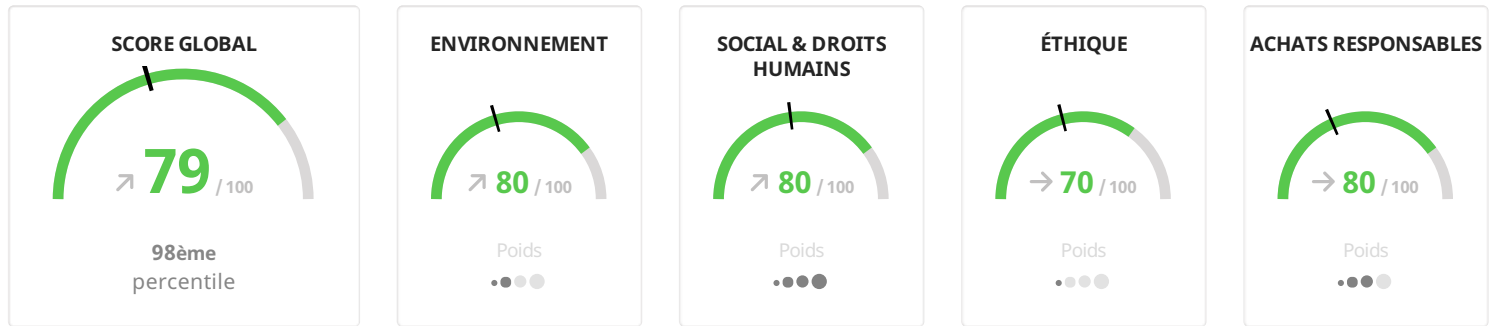 SCORE GLOBAL
79 / 100
98ème
percentile
ENVIRONNEMENT
80 / 100
Poids
SOCIAL & DROITS
HUMAINS
80 / 100
Poids
ÉTHIQUE
70 / 100
Poids
ACHATS RESPONSABLES
80 / 100
Poids